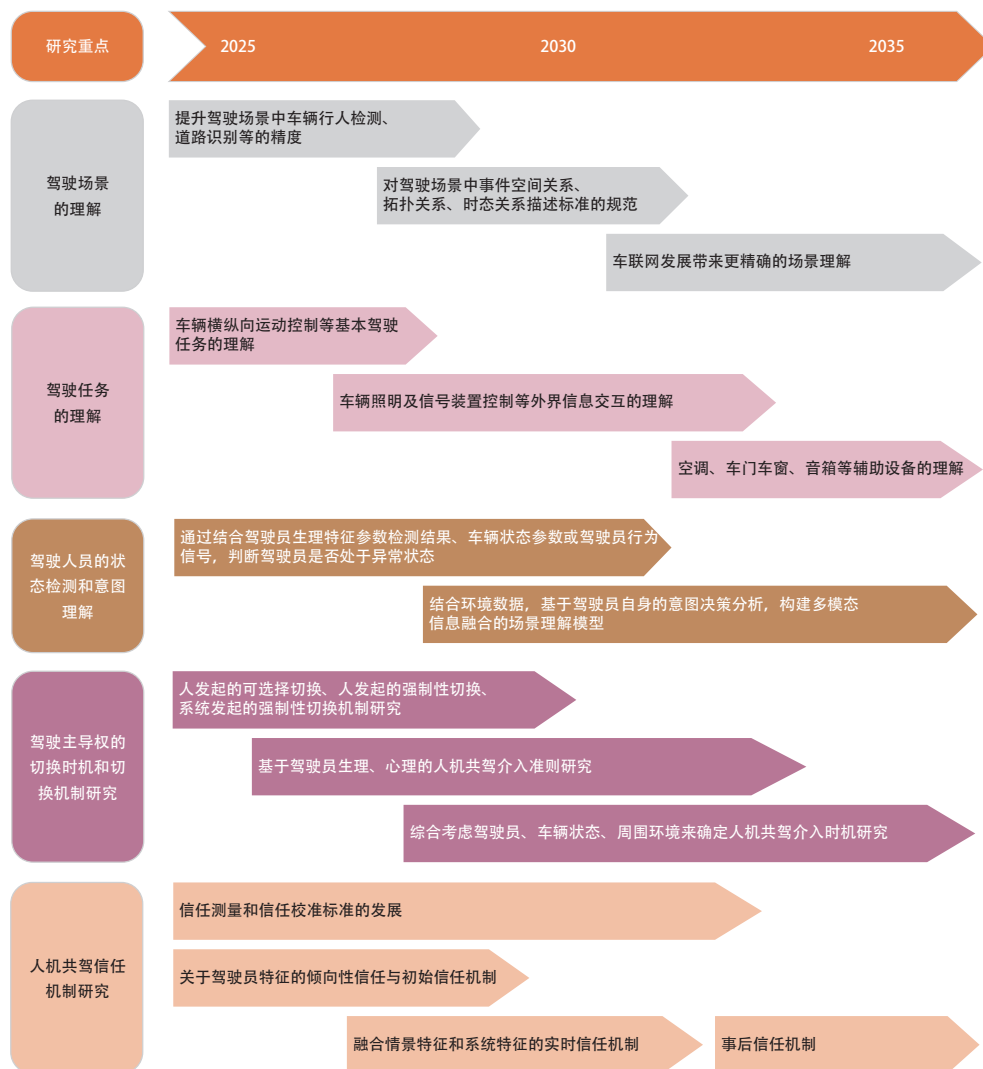 研究重点
2025
2030
2035
驾驶场景
的理解
提升驾驶场景中车辆行人检测、
道路识别等的精度
对驾驶场景中事件空间关系、
拓扑关系、时态关系描述标准的规范
车联网发展带来更精确的场景理解
驾驶任务
的理解
车辆横纵向运动控制等基本驾驶
任务的理解
车辆照明及信号装置控制等外界信息交互的理解
空调、车门车窗、音箱等辅助设备的理解
驾驶人员的状
态检测和意图
理解
通过结合驾驶员生理特征参数检测结果、车辆状态参数或驾驶员行为
信号，判断驾驶员是否处于异常状态
结合环境数据，基于驾驶员自身的意图决策分析，构建多模态
信息融合的场景理解模型
驾驶主导权的
切换时机和切
换机制研究
人发起的可选择切换、人发起的强制性切换、
系统发起的强制性切换机制研究
基于驾驶员生理、心理的人机共驾介入准则研究
综合考虑驾驶员、车辆状态、周围环境来确定人机共驾介入时机研究
人机共驾信任
机制研究
信任测量和信任校准标准的发展
关于驾驶员特征的倾向性信任与初始信任机制
融合情景特征和系统特征的实时信任机制
事后信任机制